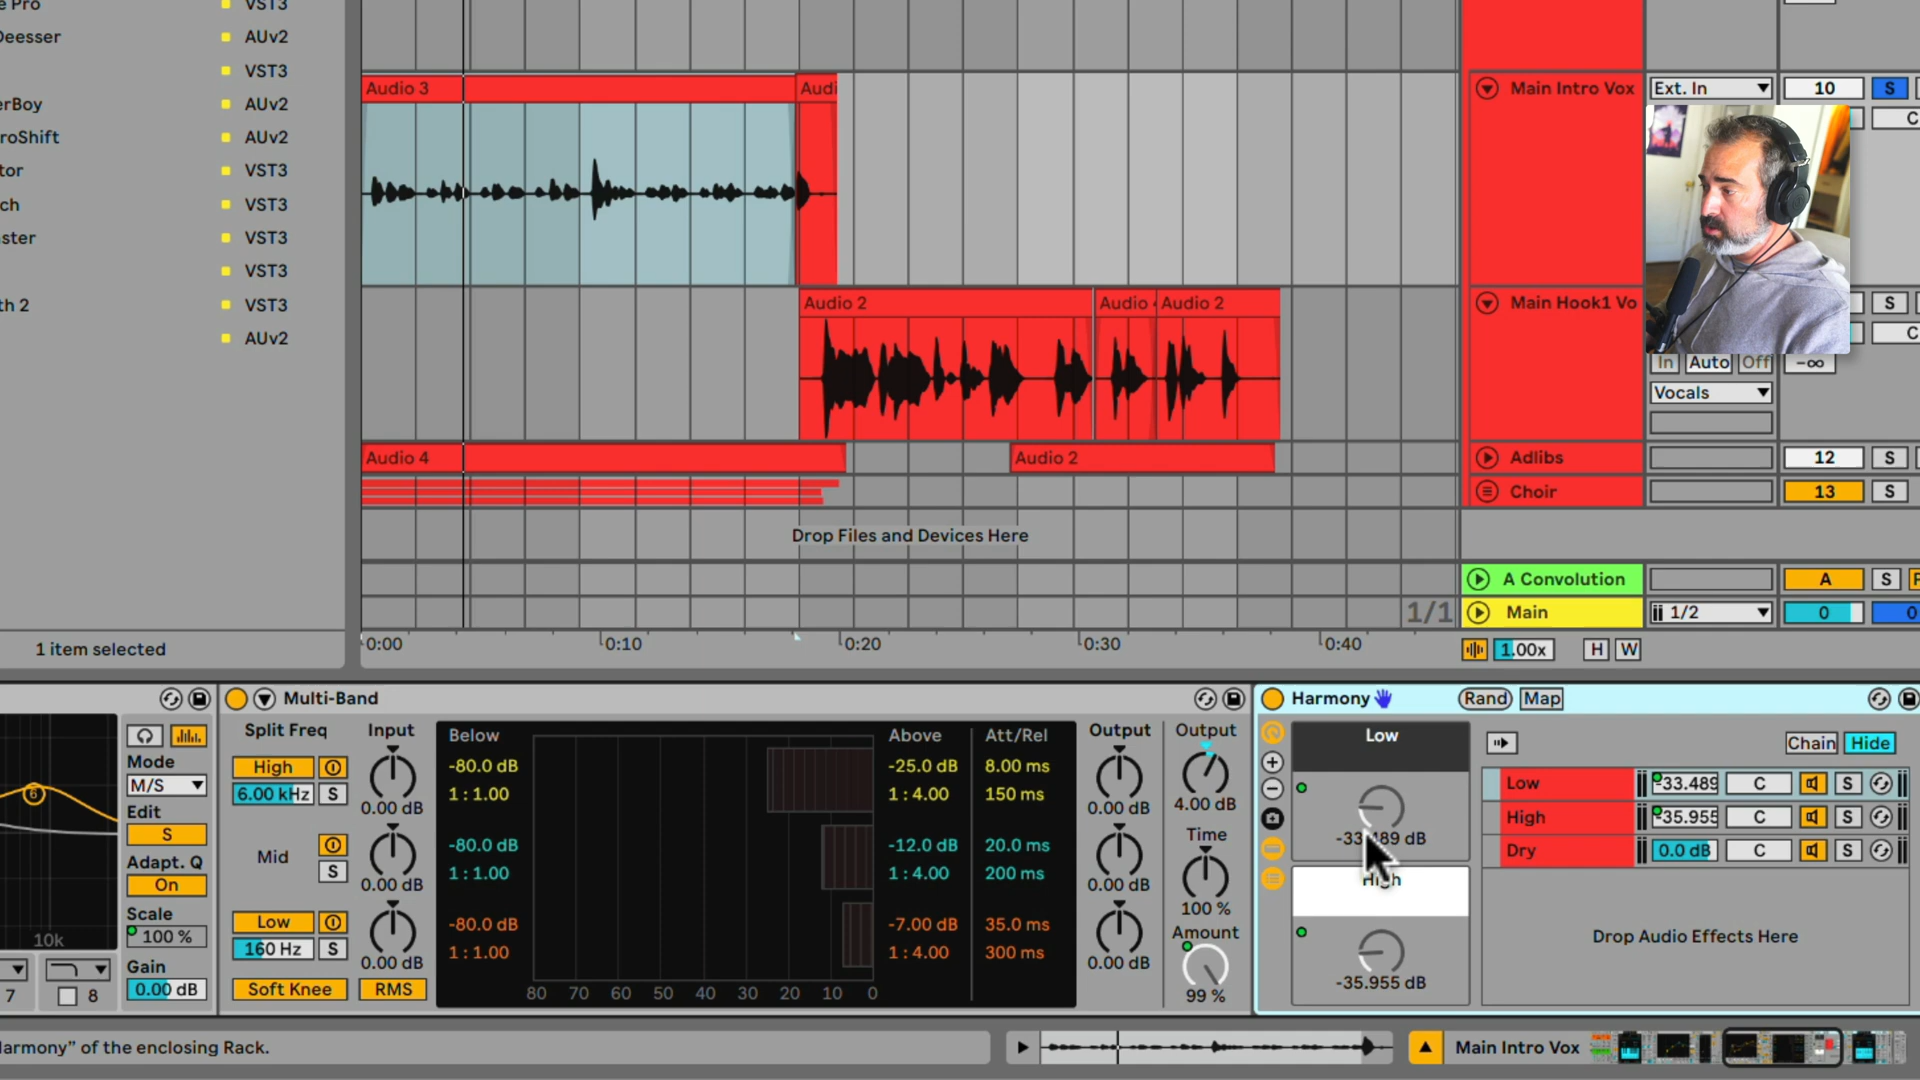 e Pro VST3
Deesser AUv2
VST3
erBoy AUv2
roShift AUv2
tor VST3
ch VST3
ster VST3
VST3
th 2 VST3
AUv2
1 item selected
Audio 3
Audi
Audio 2
Audio
Audio 2
Audio 4
Audio 2
Drop Files and Devices Here
1/1
0:00 0:10 0:20 0:30 0:40
Main Intro Vox Ext. In 10 S
C
Main Hook1 Vo S
C
In Auto Off -∞
Vocals
Adlibs 12 S
Choir 13 S
A Convolution A S
Main 1/2 0 0
1.00x H W
Mode
M/S
Edit
S
Adapt. Q
On
Scale
100 %
Gain
0.00 dB
6
10k
7 8
Multi-Band
Split Freq Input
High
6.00 kHz S 0.00 dB
Mid
S 0.00 dB
Low
160 Hz S 0.00 dB
Soft Knee RMS
Below Above Att/Rel
-80.0 dB -25.0 dB 8.00 ms
1 : 1.00 1 : 4.00 150 ms
-80.0 dB -12.0 dB 20.0 ms
1 : 1.00 1 : 4.00 200 ms
-80.0 dB -7.00 dB 35.0 ms
1 : 1.00 1 : 4.00 300 ms
80 70 60 50 40 30 20 10 0
Output
0.00 dB
0.00 dB
0.00 dB
Output
4.00 dB
Time
100 %
Amount
99 %
Harmony Rand Map
Low
High
-35.955 dB
Chain Hide
Low -33.489 C S
High -35.955 C S
Dry 0.0 dB C S
Drop Audio Effects Here
armony” of the enclosing Rack.
Main Intro Vox